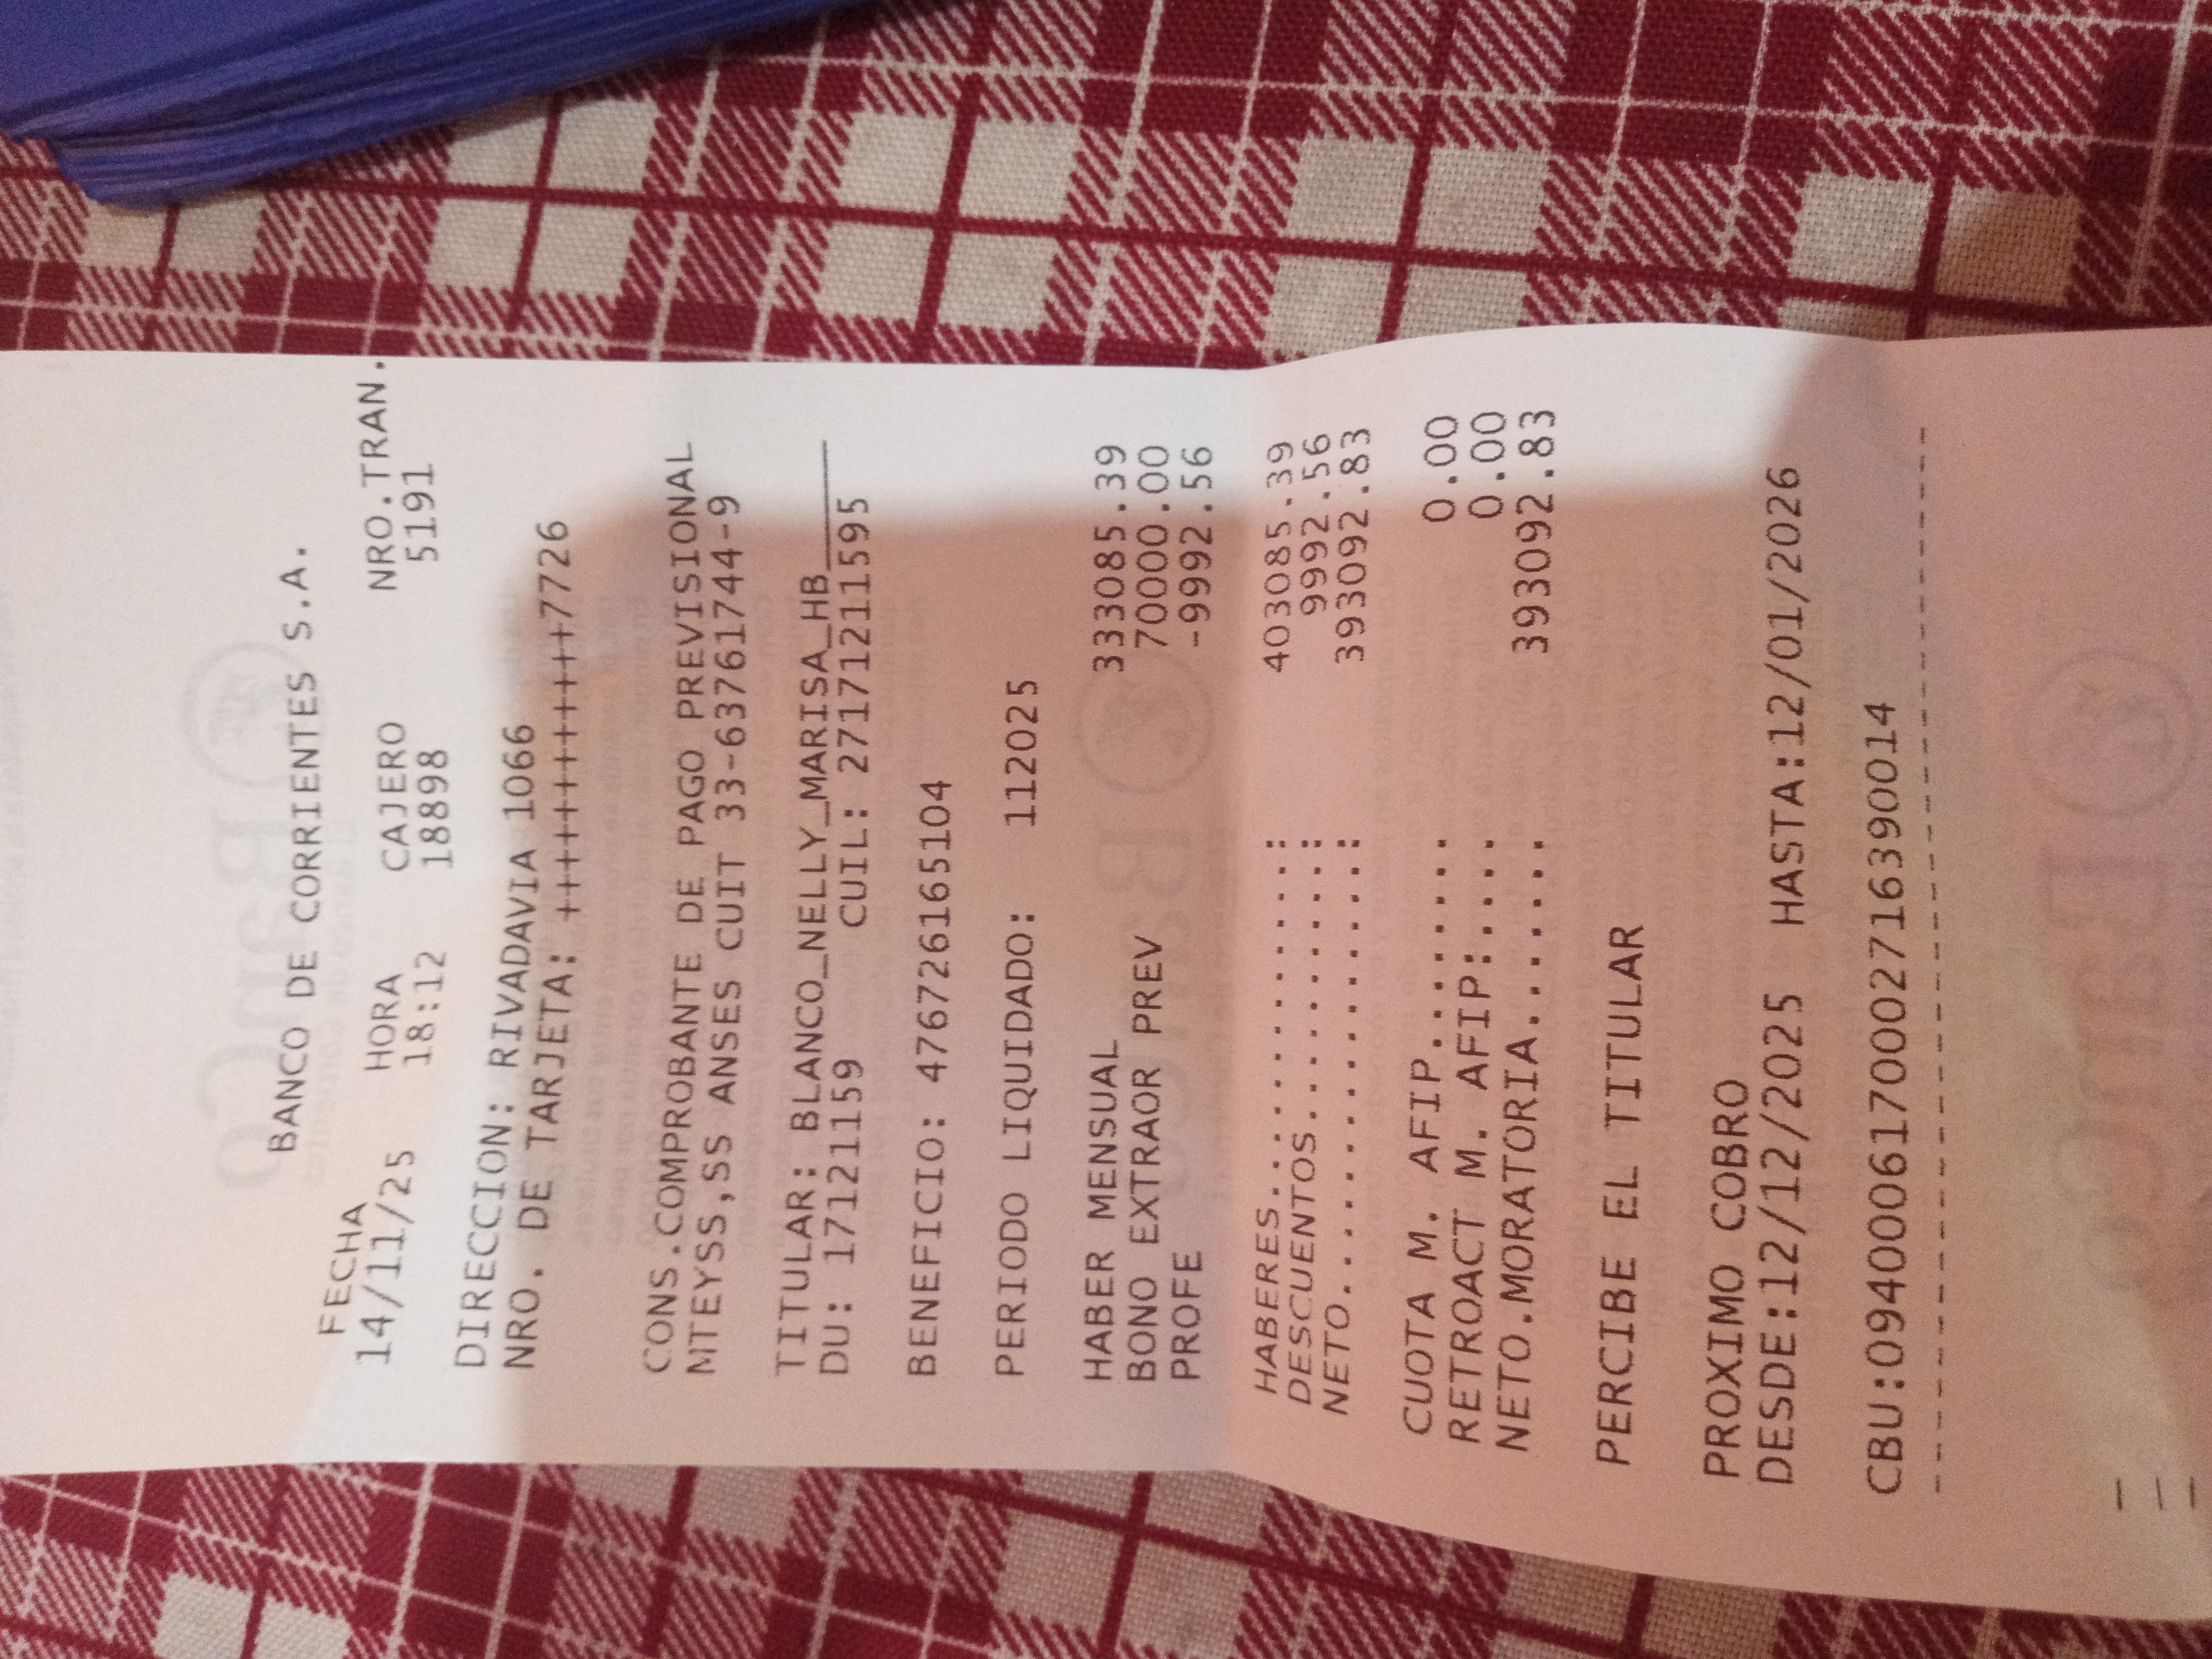 BANCO DE CORRIENTES S.A.
FECHA HORA CAJERO NRO.TRAN.
14/11/25 18:12 18898 5191
DIRECCION: RIVADAVIA 1066
NRO. DE TARJETA: ++++++++++++7726
CONS.COMPROBANTE DE PAGO PREVISIONAL
MTEYSS,SS ANSES CUIT 33-63761744-9
TITULAR: BLANCO_NELLY_MARISA_HB______
DU: 17121159 CUIL: 27171211595
BENEFICIO: 476726165104
PERIODO LIQUIDADO: 112025
HABER MENSUAL 333085.39
BONO EXTRAOR PREV 70000.00
PROFE -9992.56
HABERES..................: 403085.39
DESCUENTOS...............: 9992.56
NETO.....................: 393092.83
CUOTA M. AFIP.......... 0.00
RETROACT M. AFIP:...... 0.00
NETO.MORATORIA......... 393092.83
PERCIBE EL TITULAR
PROXIMO COBRO
DESDE:12/12/2025 HASTA:12/01/2026
CBU:0940006170002716390014